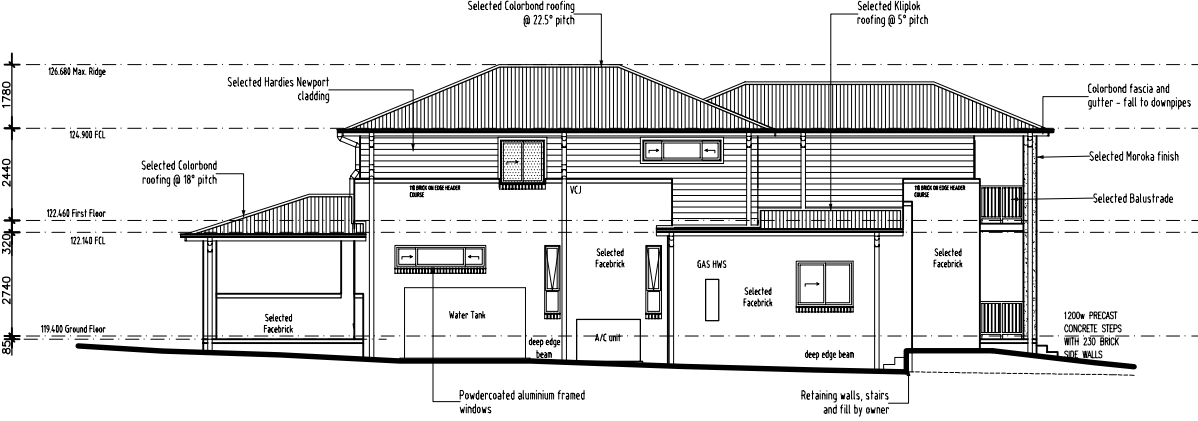 Selected Colorbond roofing
@ 22.5° pitch
Selected Kliplok
roofing @ 5° pitch
126.680 Max. Ridge
1780
Selected Hardies Newport
cladding
Colorbond fascia and
gutter - fall to downpipes
124.900 FCL
2440
Selected Colorbond
roofing @ 18° pitch
Selected Moroka finish
110 BRICK ON EDGE HEADER
COURSE
VCJ
110 BRICK ON EDGE HEADER
COURSE
Selected Balustrade
122.460 First Floor
320
122.140 FCL
2740
Selected
Facebrick
GAS HWS
Selected
Facebrick
Selected
Facebrick
Selected
Facebrick
Water Tank
A/C unit
119.400 Ground Floor
85
deep edge
beam
deep edge beam
1200w PRECAST
CONCRETE STEPS
WITH 230 BRICK
SIDE WALLS
Powdercoated aluminium framed
windows
Retaining walls, stairs
and fill by owner